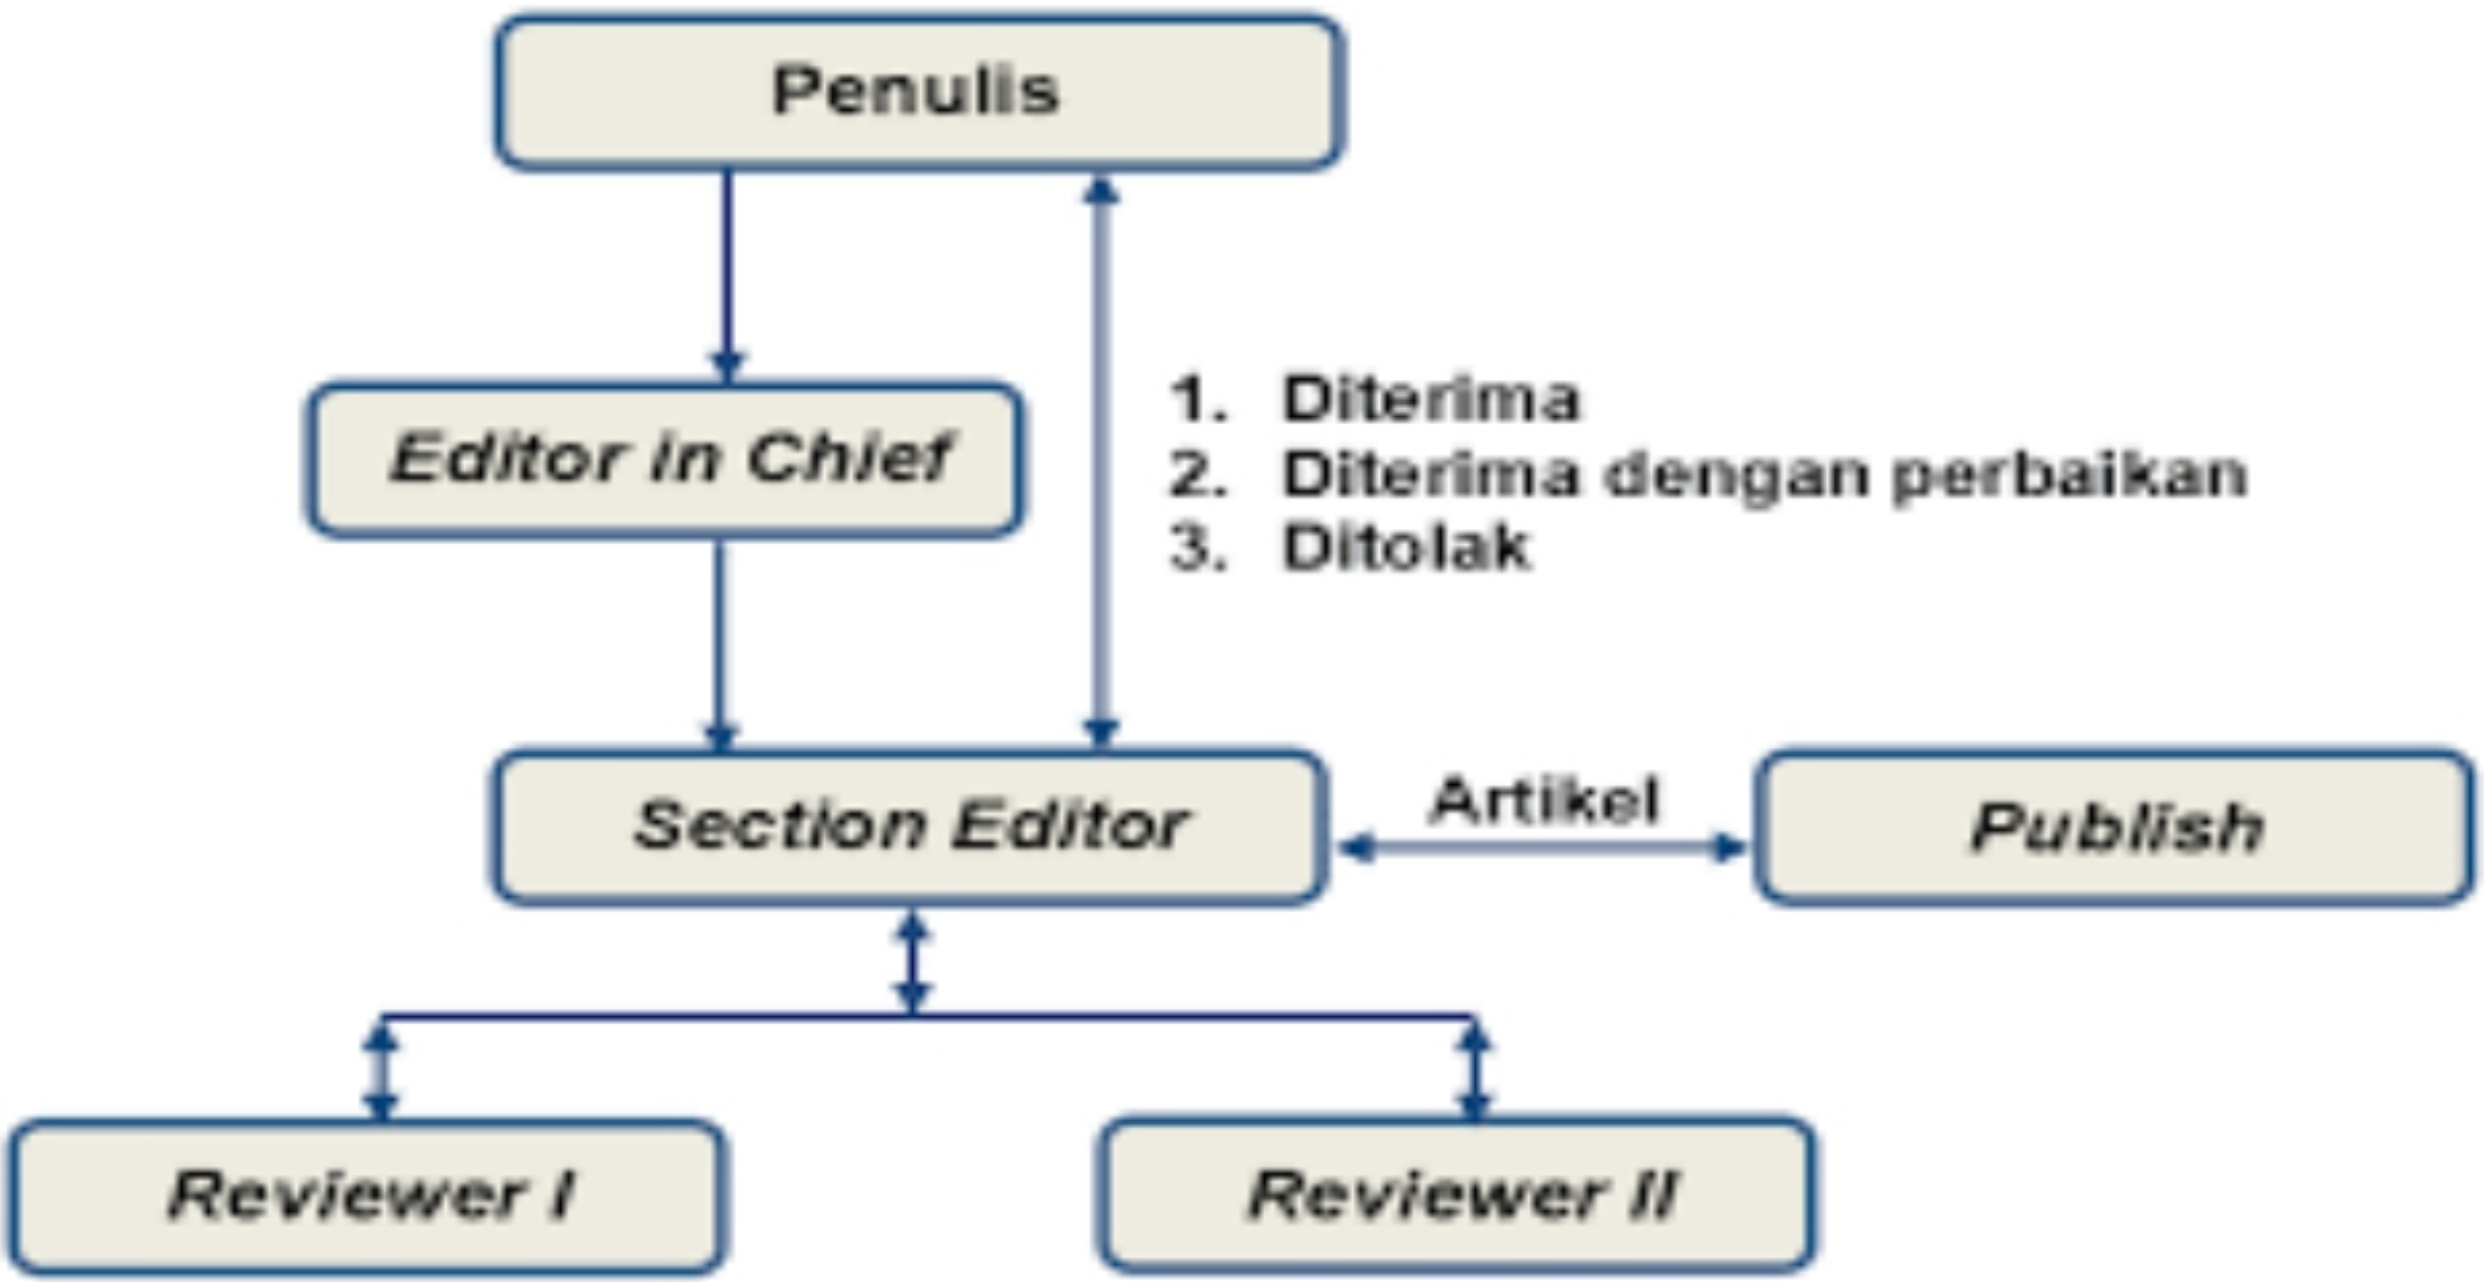 Penulis
Editor in Chief
1. Diterima
2. Diterima dengan perbaikan
3. Ditolak
Section Editor
Artikel
Publish
Reviewer I
Reviewer II